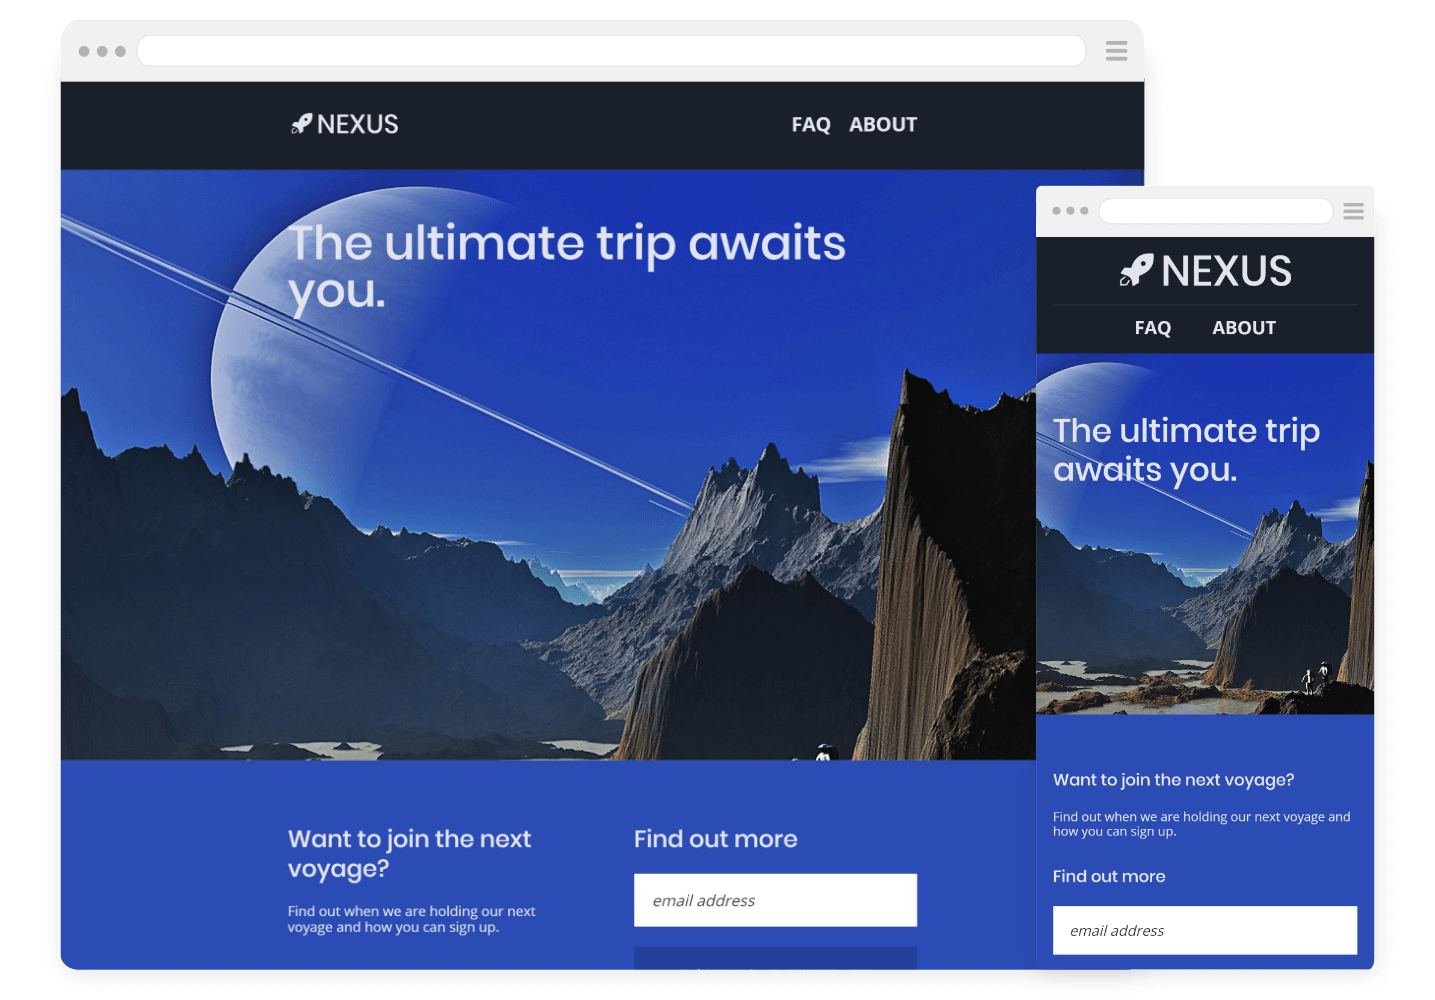 NEXUS
FAQ ABOUT
The ultimate trip awaits
you.
Want to join the next
voyage?
Find out when we are holding our next
voyage and how you can sign up.
Find out more
email address
NEXUS
FAQ ABOUT
The ultimate trip
awaits you.
Want to join the next voyage?
Find out when we are holding our next voyage and
how you can sign up.
Find out more
email address